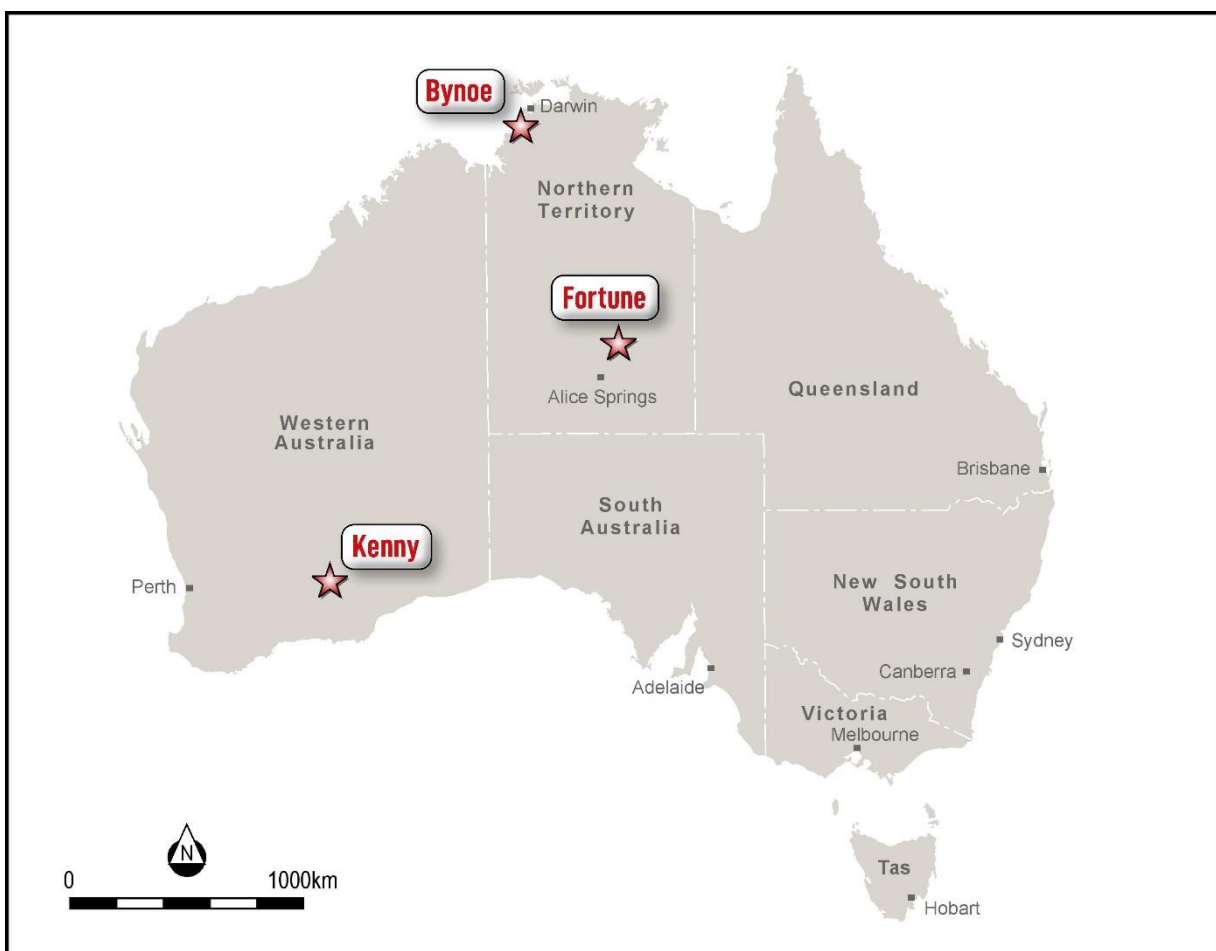 Bynoe
Darwin
Northern
Territory
Fortune
Alice Springs
Queensland
Western
Australia
Brisbane
South
Australia
Kenny
Perth
New South
Wales
Sydney
Canberra
Adelaide
Victoria
Melbourne
N
0 1000km
Tas
Hobart